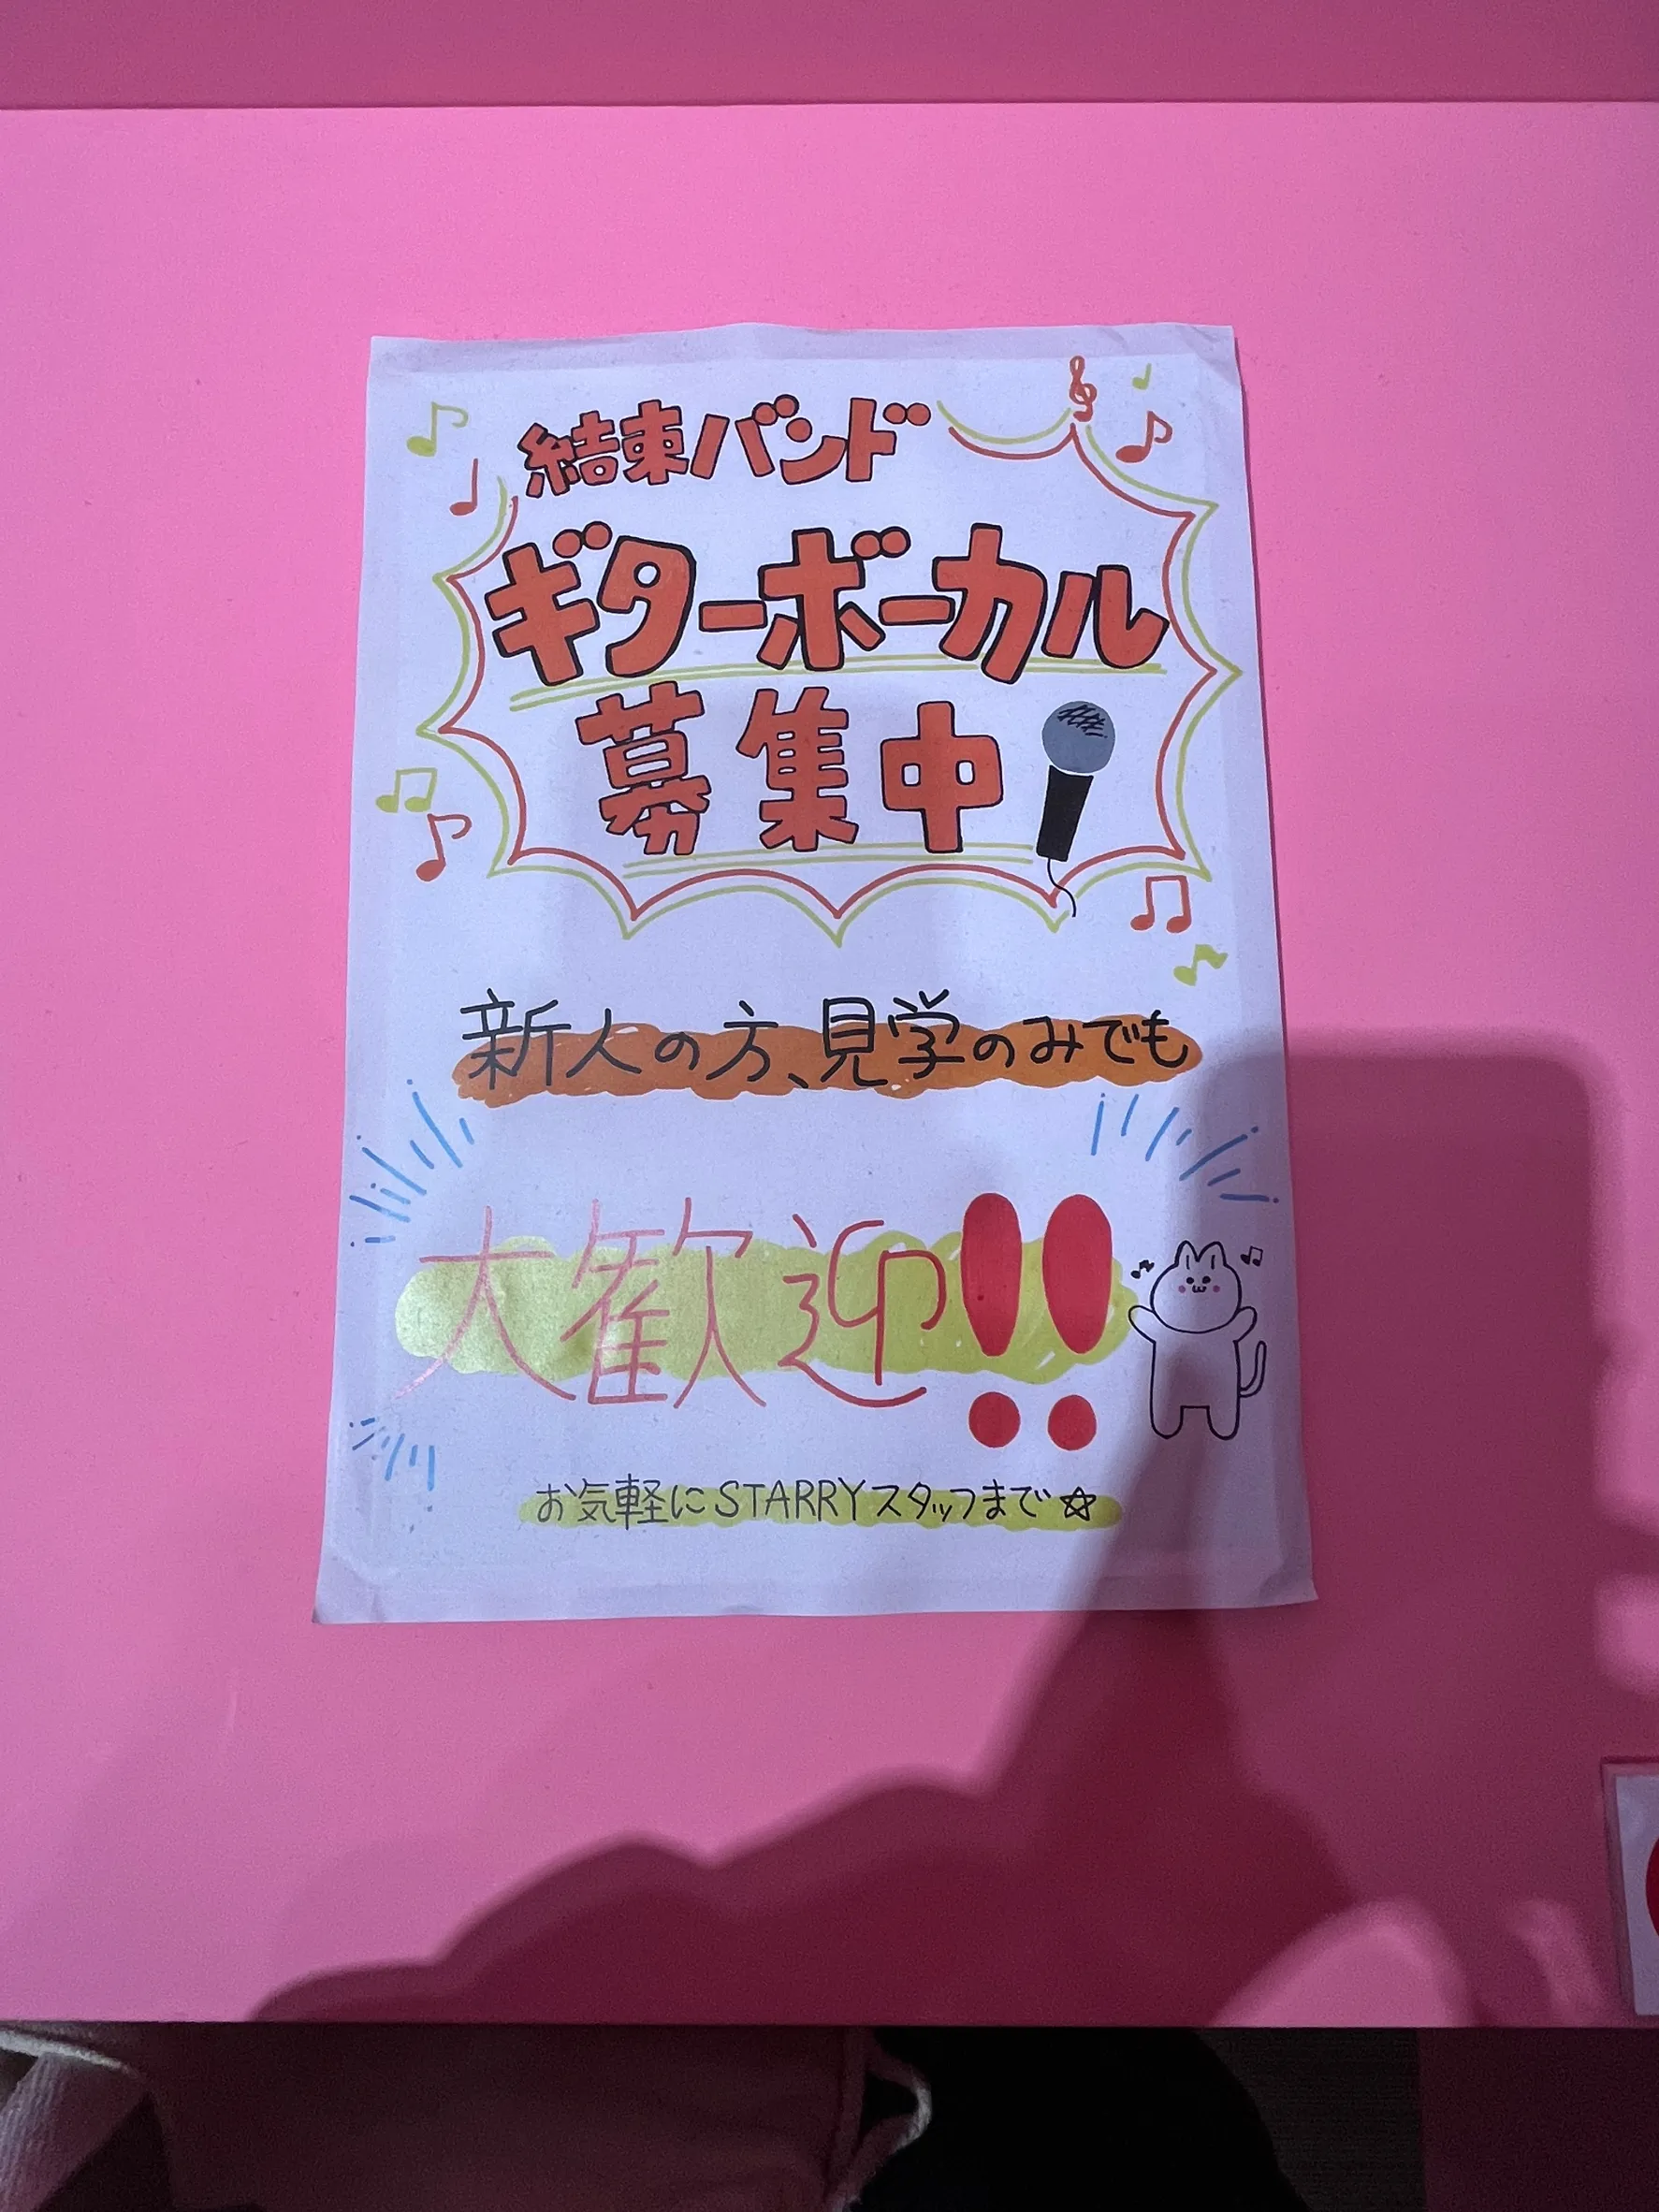 結束バンド
ギターボーカル
募集中
新人の方、見学のみでも
大歓迎!!
お気軽にSTARRYスタッフまで☆